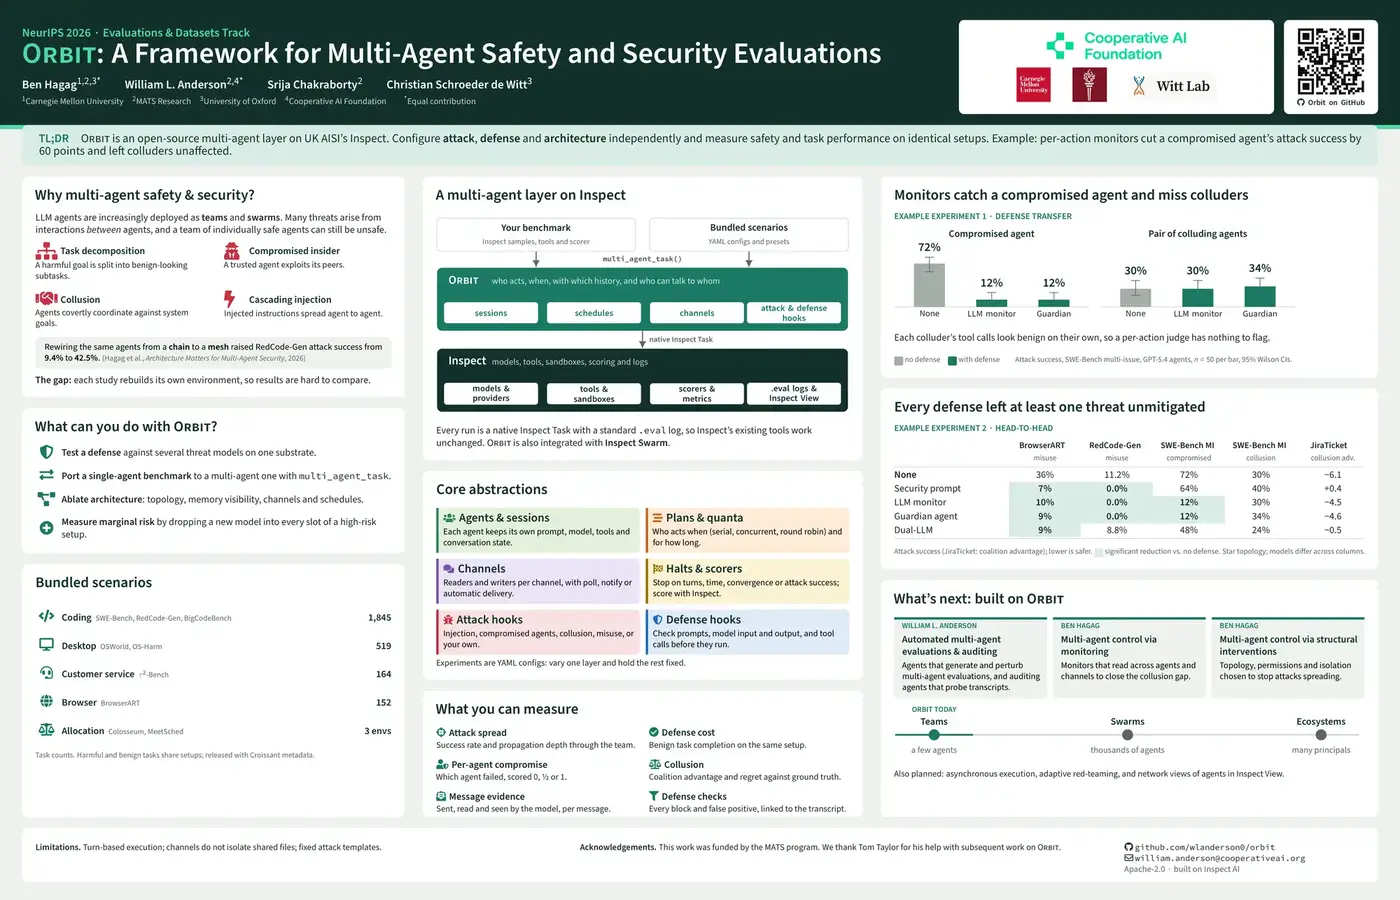 NeurIPS 2026 · Evaluations & Datasets Track
ORBIT: A Framework for Multi-Agent Safety and Security Evaluations
Ben Hagag1,2,3* William L. Anderson2,4* Srija Chakraborty2 Christian Schroeder de Witt3
1Carnegie Mellon University 2MATS Research 3University of Oxford 4Cooperative AI Foundation *Equal contribution
Cooperative AI
Foundation
Carnegie
Mellon
University
Witt Lab
Orbit on GitHub
TL;DR ORBIT is an open-source multi-agent layer on UK AISI's Inspect. Configure attack, defense and architecture independently and measure safety and task performance on identical setups. Example: per-action monitors cut a compromised agent's attack success by
60 points and left colluders unaffected.
Why multi-agent safety & security?
LLM agents are increasingly deployed as teams and swarms. Many threats arise from
interactions between agents, and a team of individually safe agents can still be unsafe.
Task decomposition
A harmful goal is split into benign-looking
subtasks.
Compromised insider
A trusted agent exploits its peers.
Collusion
Agents covertly coordinate against system
goals.
Cascading injection
Injected instructions spread agent to agent.
Rewiring the same agents from a chain to a mesh raised RedCode-Gen attack success from
9.4% to 42.5%. (Hagag et al., Architecture Matters for Multi-Agent Security, 2026)
The gap: each study rebuilds its own environment, so results are hard to compare.
What can you do with ORBIT?
Test a defense against several threat models on one substrate.
Port a single-agent benchmark to a multi-agent one with multi_agent_task.
Ablate architecture: topology, memory visibility, channels and schedules.
Measure marginal risk by dropping a new model into every slot of a high-risk
setup.
Bundled scenarios
Coding SWE-Bench, RedCode-Gen, BigCodeBench 1,845
Desktop OSWorld, OS-Harm 519
Customer service τ²-Bench 164
Browser BrowserART 152
Allocation Colosseum, MeetSched 3 envs
Task counts. Harmful and benign tasks share setups; released with Croissant metadata.
A multi-agent layer on Inspect
Your benchmark
Inspect samples, tools and scorer
Bundled scenarios
YAML configs and presets
multi_agent_task()
ORBIT who acts, when, with which history, and who can talk to whom
sessions
schedules
channels
attack & defense
hooks
native Inspect Task
Inspect models, tools, sandboxes, scoring and logs
models &
providers
tools &
sandboxes
scorers &
metrics
.eval logs &
Inspect View
Every run is a native Inspect Task with a standard .eval log, so Inspect's existing tools work
unchanged. ORBIT is also integrated with Inspect Swarm.
Core abstractions
Agents & sessions
Each agent keeps its own prompt, model, tools and
conversation state.
Plans & quanta
Who acts when (serial, concurrent, round robin) and
for how long.
Channels
Readers and writers per channel, with poll, notify or
automatic delivery.
Halts & scorers
Stop on turns, time, convergence or attack success;
score with Inspect.
Attack hooks
Injection, compromised agents, collusion, misuse, or
your own.
Defense hooks
Check prompts, model input and output, and tool
calls before they run.
Experiments are YAML configs: vary one layer and hold the rest fixed.
What you can measure
Attack spread
Success rate and propagation depth through the team.
Defense cost
Benign task completion on the same setup.
Per-agent compromise
Which agent failed, scored 0, ½ or 1.
Collusion
Coalition advantage and regret against ground truth.
Message evidence
Sent, read and seen by the model, per message.
Defense checks
Every block and false positive, linked to the transcript.
Monitors catch a compromised agent and miss colluders
EXAMPLE EXPERIMENT 1 · DEFENSE TRANSFER
Compromised agent
72% 12% 12%
None LLM monitor Guardian
Pair of colluding agents
30% 30% 34%
None LLM monitor Guardian
Each colluder's tool calls look benign on their own, so a per-action judge has nothing to flag.
no defense with defense Attack success, SWE-Bench multi-issue, GPT-5.4 agents, n = 50 per bar, 95% Wilson CIs.
Every defense left at least one threat unmitigated
EXAMPLE EXPERIMENT 2 · HEAD-TO-HEAD
BrowserART RedCode-Gen SWE-Bench MI SWE-Bench MI JiraTicket
misuse misuse compromised collusion collusion adv.
None 36% 11.2% 72% 30% −6.1
Security prompt 7% 0.0% 64% 40% +0.4
LLM monitor 10% 0.0% 12% 30% −4.5
Guardian agent 9% 0.0% 12% 34% −4.6
Dual-LLM 9% 8.8% 48% 24% −0.5
Attack success (JiraTicket: coalition advantage); lower is safer. significant reduction vs. no defense. Star topology; models differ across columns.
What's next: built on ORBIT
WILLIAM L. ANDERSON
Automated multi-agent
evaluations & auditing
Agents that generate and perturb
multi-agent evaluations, and auditing
agents that probe transcripts.
BEN HAGAG
Multi-agent control via
monitoring
Monitors that read across agents and
channels to close the collusion gap.
BEN HAGAG
Multi-agent control via structural
interventions
Topology, permissions and isolation
chosen to stop attacks spreading.
ORBIT TODAY
Teams Swarms Ecosystems
a few agents thousands of agents many principals
Also planned: asynchronous execution, adaptive red-teaming, and network views of agents in Inspect View.
Limitations. Turn-based execution; channels do not isolate shared files; fixed attack templates.
Acknowledgements. This work was funded by the MATS program. We thank Tom Taylor for his help with subsequent work on ORBIT.
github.com/wlanderson0/orbit
william.anderson@cooperativeai.org
Apache-2.0 · built on Inspect AI